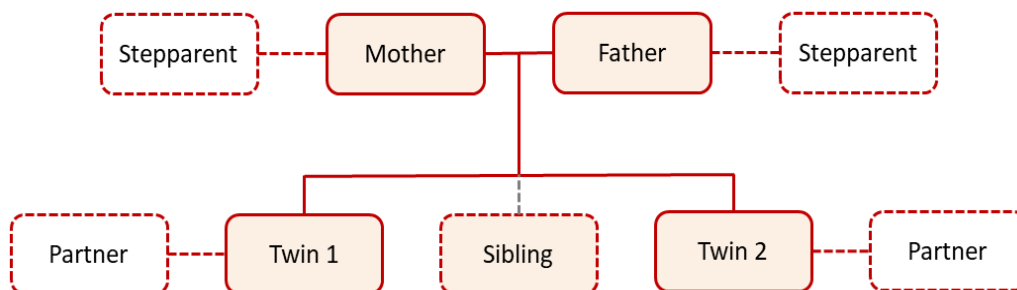 Stepparent
Mother
Father
Stepparent
Partner
Twin 1
Sibling
Twin 2
Partner